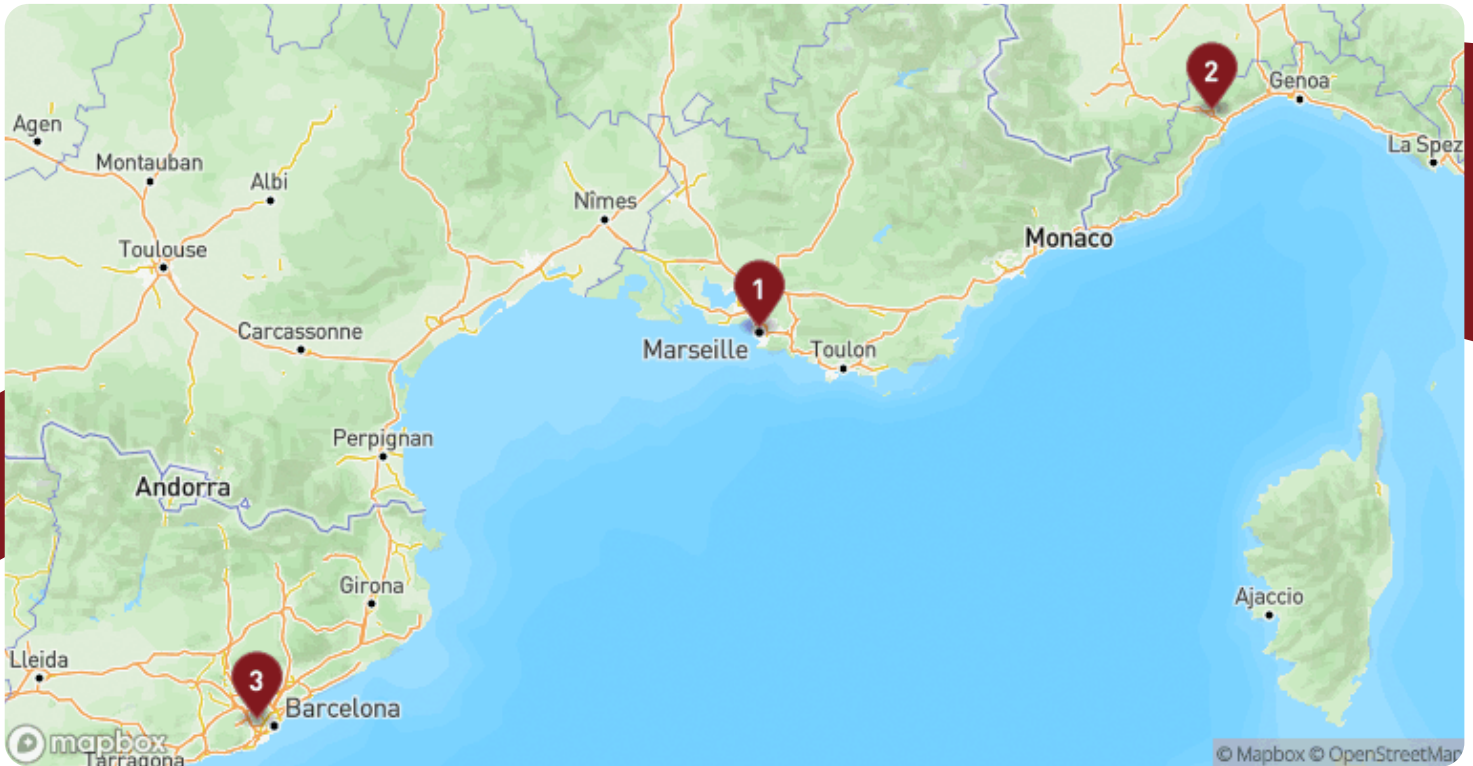 2
Genoa
Agen
La Spez
Montauban
Albi
Nîmes
Monaco
Toulouse
1
Carcassonne
Marseille
Toulon
Perpignan
Andorra
Girona
Ajaccio
Lleida
3
Barcelona
mapbox
Tarragona
© Mapbox © OpenStreetMap